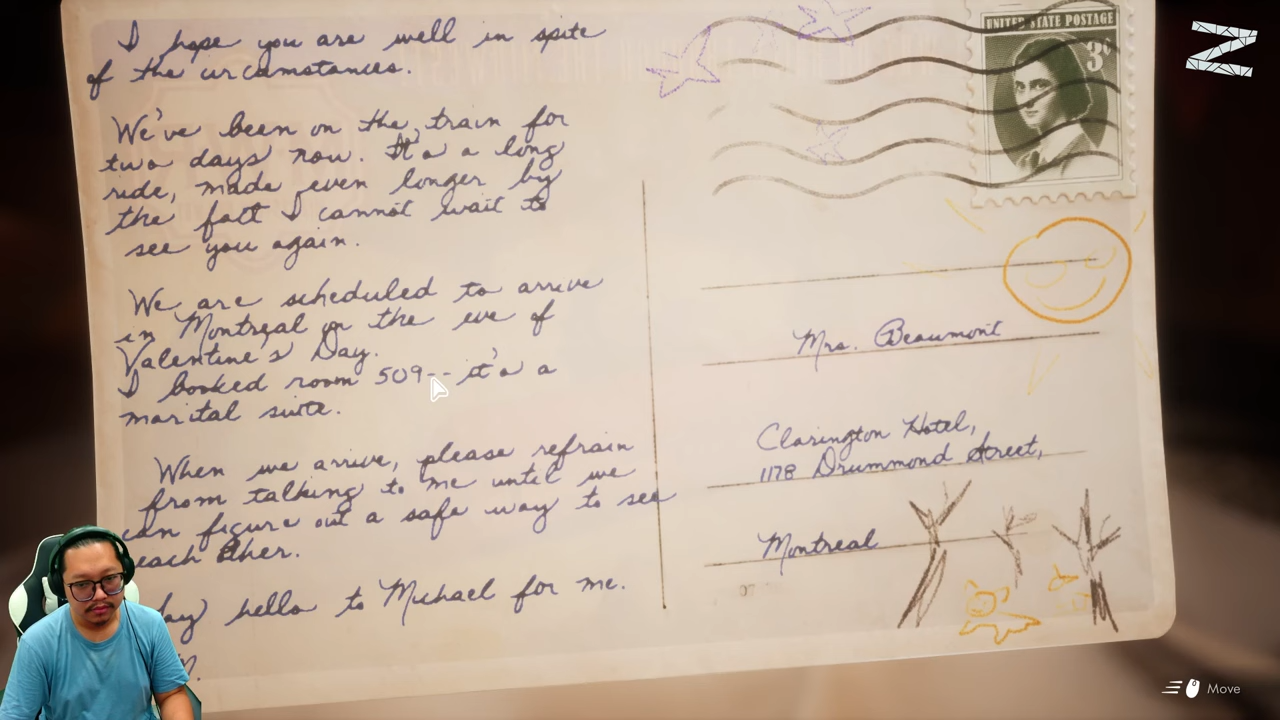 I hope you are well in spite
of the circumstances.
We've been on the train for
two days now. It's a long
ride, made even longer by
the fact I cannot wait to
see you again.
We are scheduled to arrive
in Montreal on the eve of
Valentine's Day.
I booked room 509-- it's a
marital suite.
When we arrive, please refrain
from talking to me until we
can figure out a safe way to see
each other.
Say hello to Michael for me.
UNITED STATE POSTAGE
3¢
Mrs. Beaumont
Clarington Hotel,
1178 Drummond Street,
Montreal
Z
Move